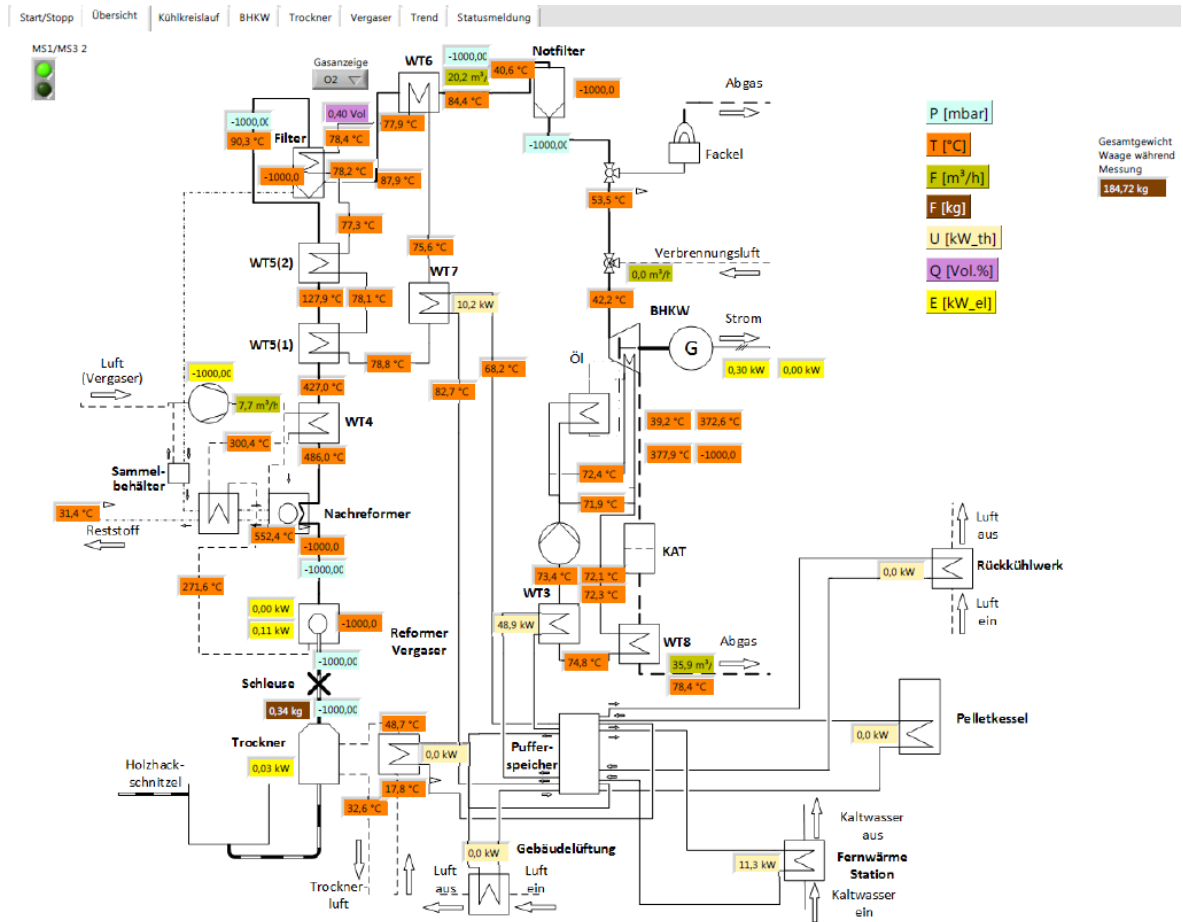 Start/Stopp
Übersicht
Kühlkreislauf
BHKW
Trockner
Vergaser
Trend
Statusmeldung
MS1/MS3 2
Gasanzeige
O2
WT6
-1000,00
20,2 m³/
84,4 °C
40,6 °C
Notfilter
-1000,0
-1000,00
Abgas
Fackel
P [mbar]
T [°C]
F [m³/h]
F [kg]
U [kW_th]
Q [Vol.%]
E [kW_el]
Gesamtgewicht
Waage während
Messung
184,72 kg
-1000,00
90,3 °C
Filter
0,40 Vol
78,4 °C
77,9 °C
-1000,0
78,2 °C
87,9 °C
77,3 °C
53,5 °C
75,6 °C
Verbrennungsluft
0,0 m³/h
WT5(2)
WT7
127,9 °C
78,1 °C
10,2 kW
42,2 °C
BHKW
Strom
G
0,30 kW
0,00 kW
WT5(1)
78,8 °C
68,2 °C
82,7 °C
Öl
Luft
(Vergaser)
-1000,00
7,7 m³/h
427,0 °C
WT4
300,4 °C
486,0 °C
39,2 °C
372,6 °C
377,9 °C
-1000,0
72,4 °C
71,9 °C
Sammel-
behälter
31,4 °C
Reststoff
Nachreformer
552,4 °C
-1000,0
-1000,00
KAT
73,4 °C
72,1 °C
72,3 °C
WT3
271,6 °C
0,00 kW
0,11 kW
-1000,0
Reformer
Vergaser
48,9 kW
74,8 °C
WT8
Abgas
35,9 m³/
78,4 °C
Luft
aus
0,0 kW
Rückkühlwerk
Luft
ein
-1000,00
Schleuse
0,34 kg
-1000,00
Trockner
0,03 kW
48,7 °C
0,0 kW
17,8 °C
32,6 °C
Holzhack-
schnitzel
Puffer-
speicher
Pelletkessel
0,0 kW
Trockner-
luft
0,0 kW
Gebäudelüftung
Luft
aus
Luft
ein
Kaltwasser
aus
11,3 kW
Fernwärme
Station
Kaltwasser
ein